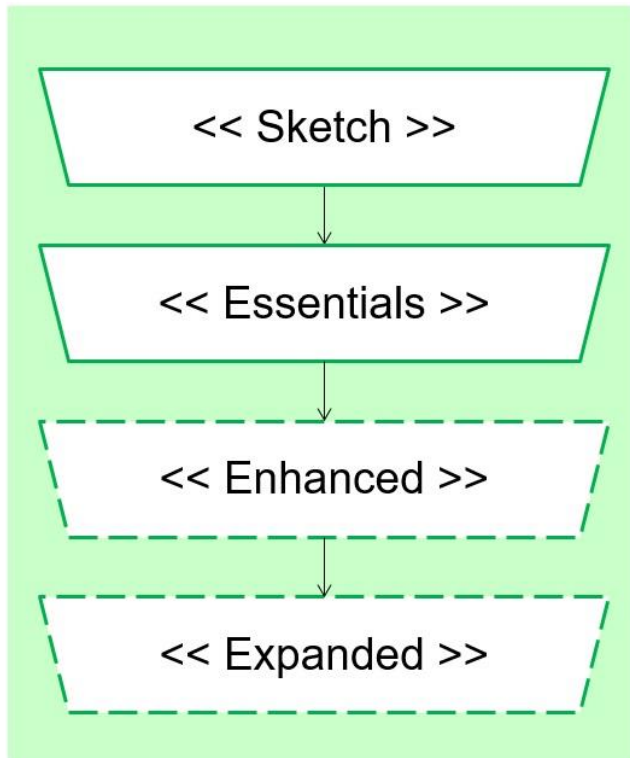 << Sketch >>
<< Essentials >>
<< Enhanced >>
<< Expanded >>